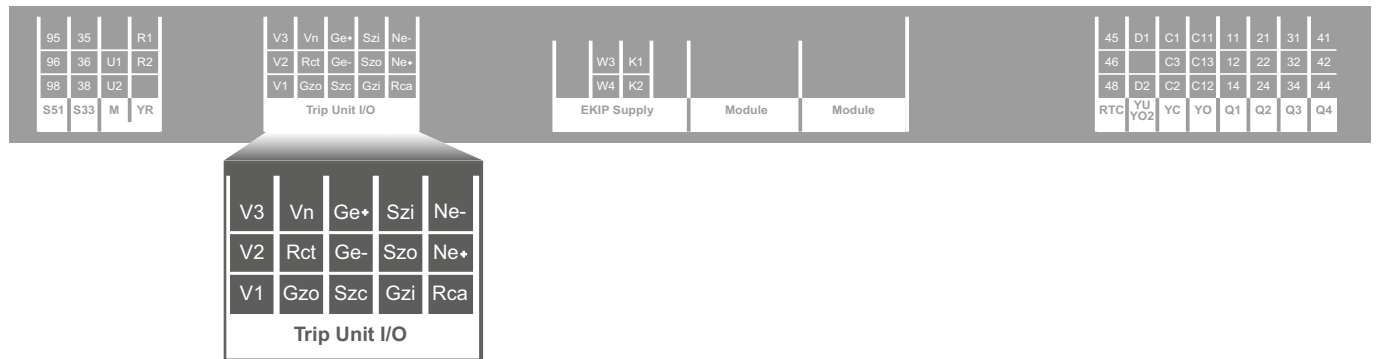 95 35 R1 V3 Vn Ge+ Szi Ne- 45 D1 C1 C11 11 21 31 41
96 36 U1 R2 V2 Rct Ge- Szo Ne+ W3 K1 46 C3 C13 12 22 32 42
98 38 U2 V1 Gzo Szc Gzi Rca W4 K2 48 D2 C2 C12 14 24 34 44
S51 S33 M YR Trip Unit I/O EKIP Supply Module Module RTC YU YO2 YC YO Q1 Q2 Q3 Q4
V3 Vn Ge+ Szi Ne-
V2 Rct Ge- Szo Ne+
V1 Gzo Szc Gzi Rca
Trip Unit I/O